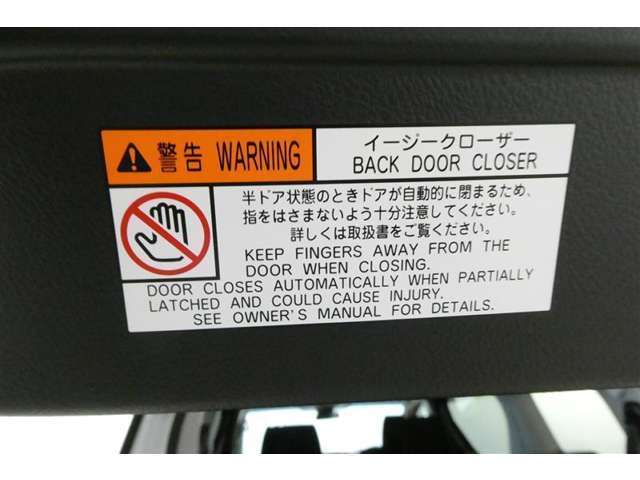 警告 WARNING
イージークローザー
BACK DOOR CLOSER
半ドア状態のときドアが自動的に閉まるため、
指をはさまないよう十分注意してください。
詳しくは取扱書をご覧ください。
KEEP FINGERS AWAY FROM THE
DOOR WHEN CLOSING.
DOOR CLOSES AUTOMATICALLY WHEN PARTIALLY
LATCHED AND COULD CAUSE INJURY.
SEE OWNER'S MANUAL FOR DETAILS.